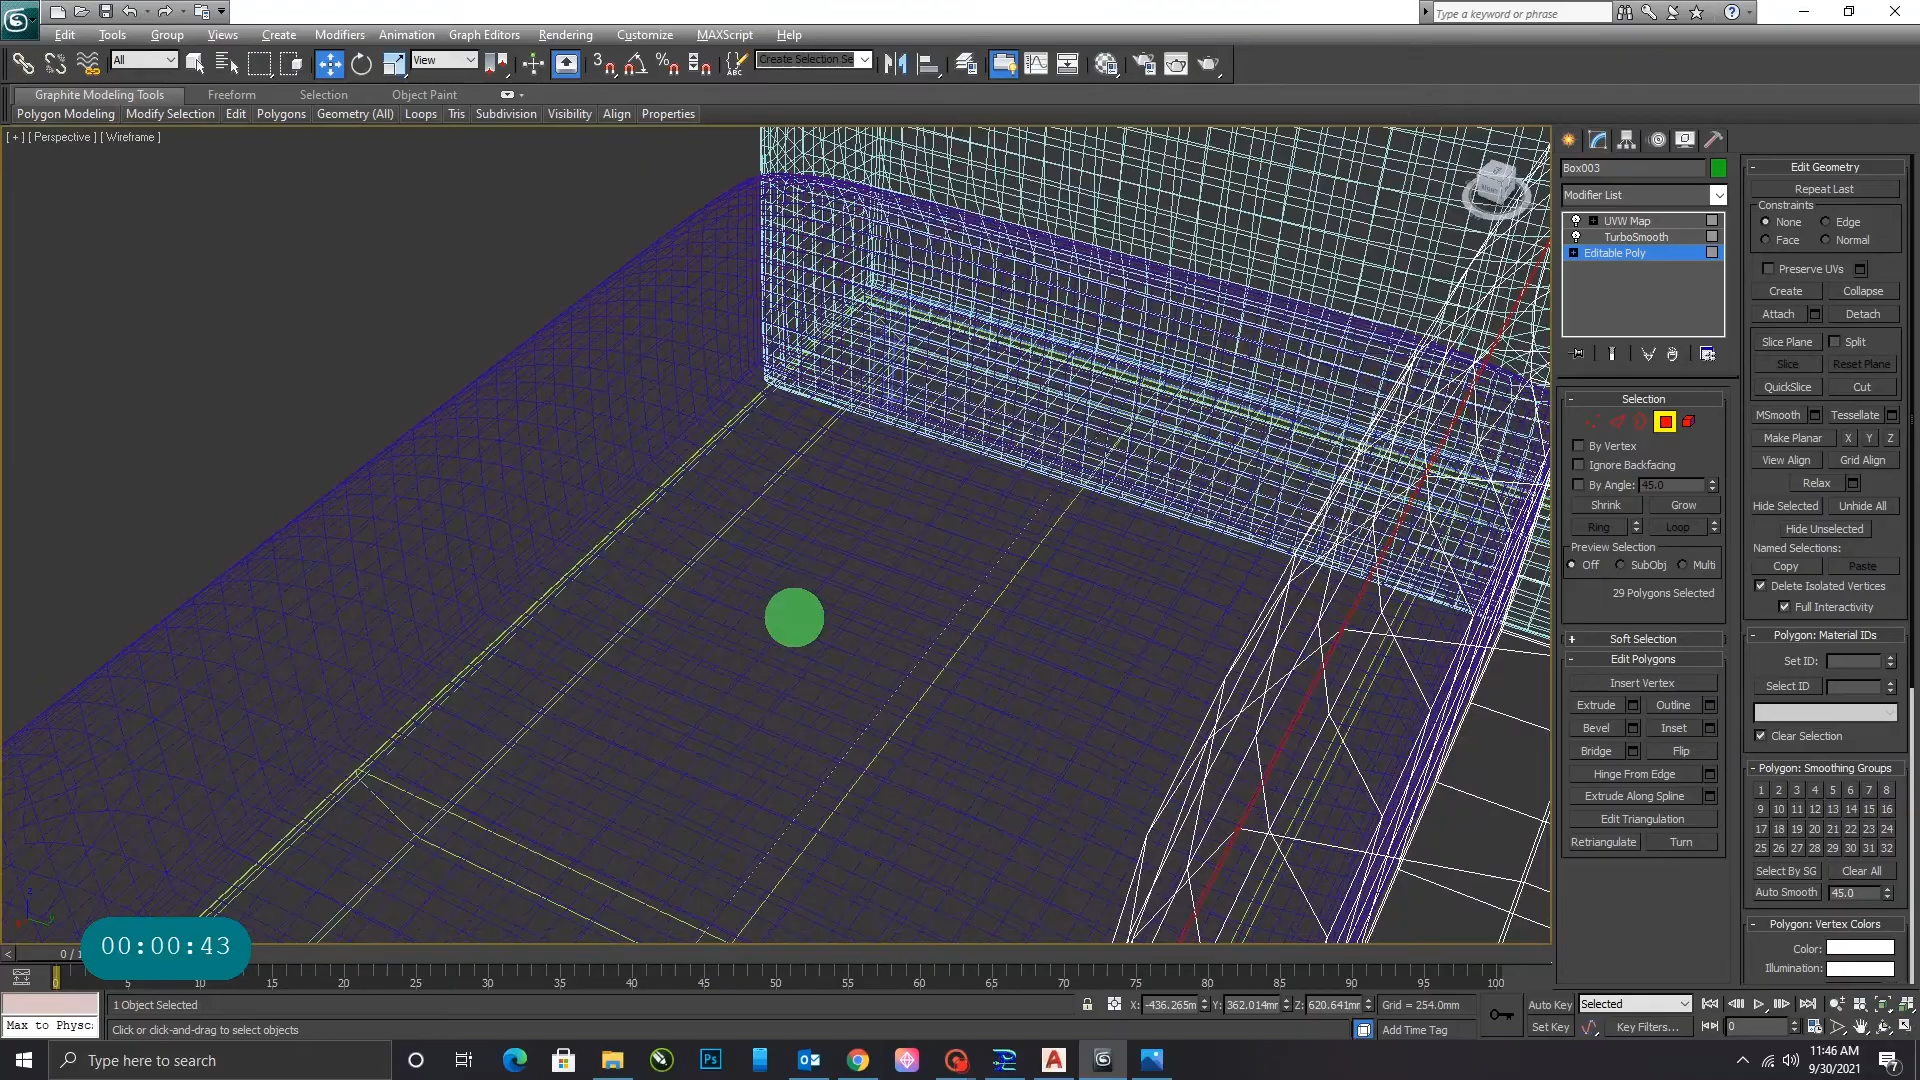 Type a keyword or phrase
Edit Tools Group Views Create Modifiers Animation Graph Editors Rendering Customize MAXScript Help
All View Create Selection Se
Graphite Modeling Tools Freeform Selection Object Paint
Polygon Modeling Modify Selection Edit Polygons Geometry (All) Loops Tris Subdivision Visibility Align Properties
[ + ] [ Perspective ] [ Wireframe ]
Box003
Modifier List
UVW Map
TurboSmooth
Editable Poly
- Selection
By Vertex
Ignore Backfacing
By Angle: 45.0
Shrink Grow
Ring Loop
Preview Selection
Off SubObj Multi
29 Polygons Selected
+ Soft Selection
- Edit Polygons
Insert Vertex
Extrude Outline
Bevel Inset
Bridge Flip
Hinge From Edge
Extrude Along Spline
Edit Triangulation
Retriangulate Turn
- Edit Geometry
Repeat Last
Constraints
None Edge
Face Normal
Preserve UVs
Create Collapse
Attach Detach
Slice Plane Split
Slice Reset Plane
QuickSlice Cut
MSmooth Tessellate
Make Planar X Y Z
View Align Grid Align
Relax
Hide Selected Unhide All
Hide Unselected
Named Selections:
Copy Paste
Delete Isolated Vertices
Full Interactivity
- Polygon: Material IDs
Set ID:
Select ID
Clear Selection
- Polygon: Smoothing Groups
1 2 3 4 5 6 7 8
9 10 11 12 13 14 15 16
17 18 19 20 21 22 23 24
25 26 27 28 29 30 31 32
Select By SG Clear All
Auto Smooth 45.0
- Polygon: Vertex Colors
Color:
Illumination:
00:00:43
0 / 1
0 5 10 15 20 25 30 35 40 45 50 55 60 65 70 75 80 85 90 95 100
1 Object Selected X: -436.265m Y: 362.014mr Z: 620.641mr Grid = 254.0mm Auto Key Selected
Max to Physc:
Click or click-and-drag to select objects Add Time Tag Set Key Key Filters... 0
Type here to search
Ps
11:46 AM
9/30/2021
7